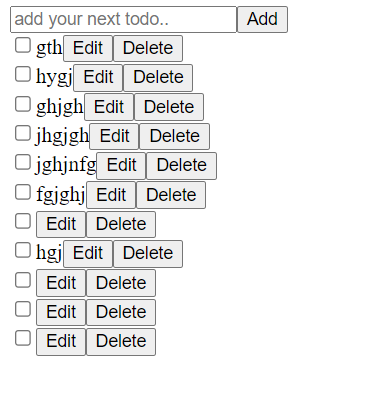 add your next todo.. Add
gth Edit Delete
hygj Edit Delete
ghjgh Edit Delete
jhgjgh Edit Delete
jghjnfg Edit Delete
fgjghj Edit Delete
Edit Delete
hgj Edit Delete
Edit Delete
Edit Delete
Edit Delete